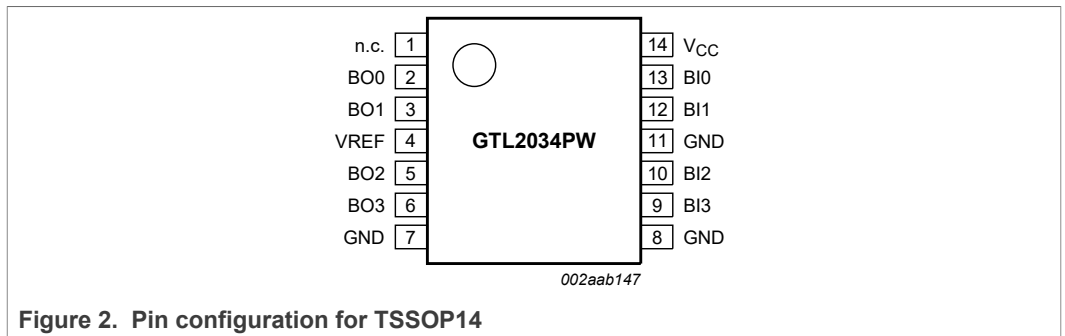 n.c. 1 14 VCC
BO0 2 13 BI0
BO1 3 12 BI1
VREF 4 GTL2034PW 11 GND
BO2 5 10 BI2
BO3 6 9 BI3
GND 7 8 GND
002aab147
Figure 2. Pin configuration for TSSOP14